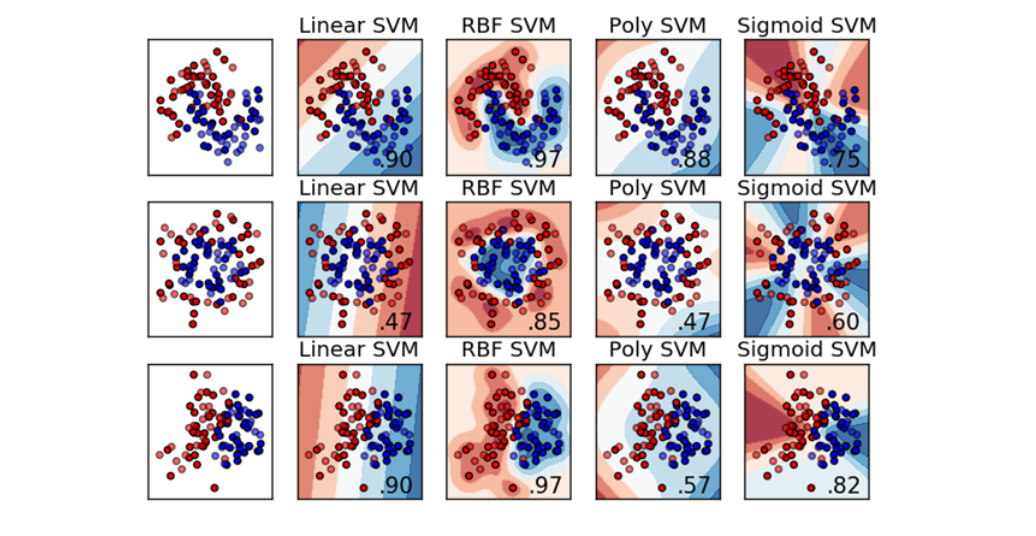 Linear SVM RBF SVM Poly SVM Sigmoid SVM
.90 .97 .88 .75
Linear SVM RBF SVM Poly SVM Sigmoid SVM
.47 .85 .47 .60
Linear SVM RBF SVM Poly SVM Sigmoid SVM
.90 .97 .57 .82